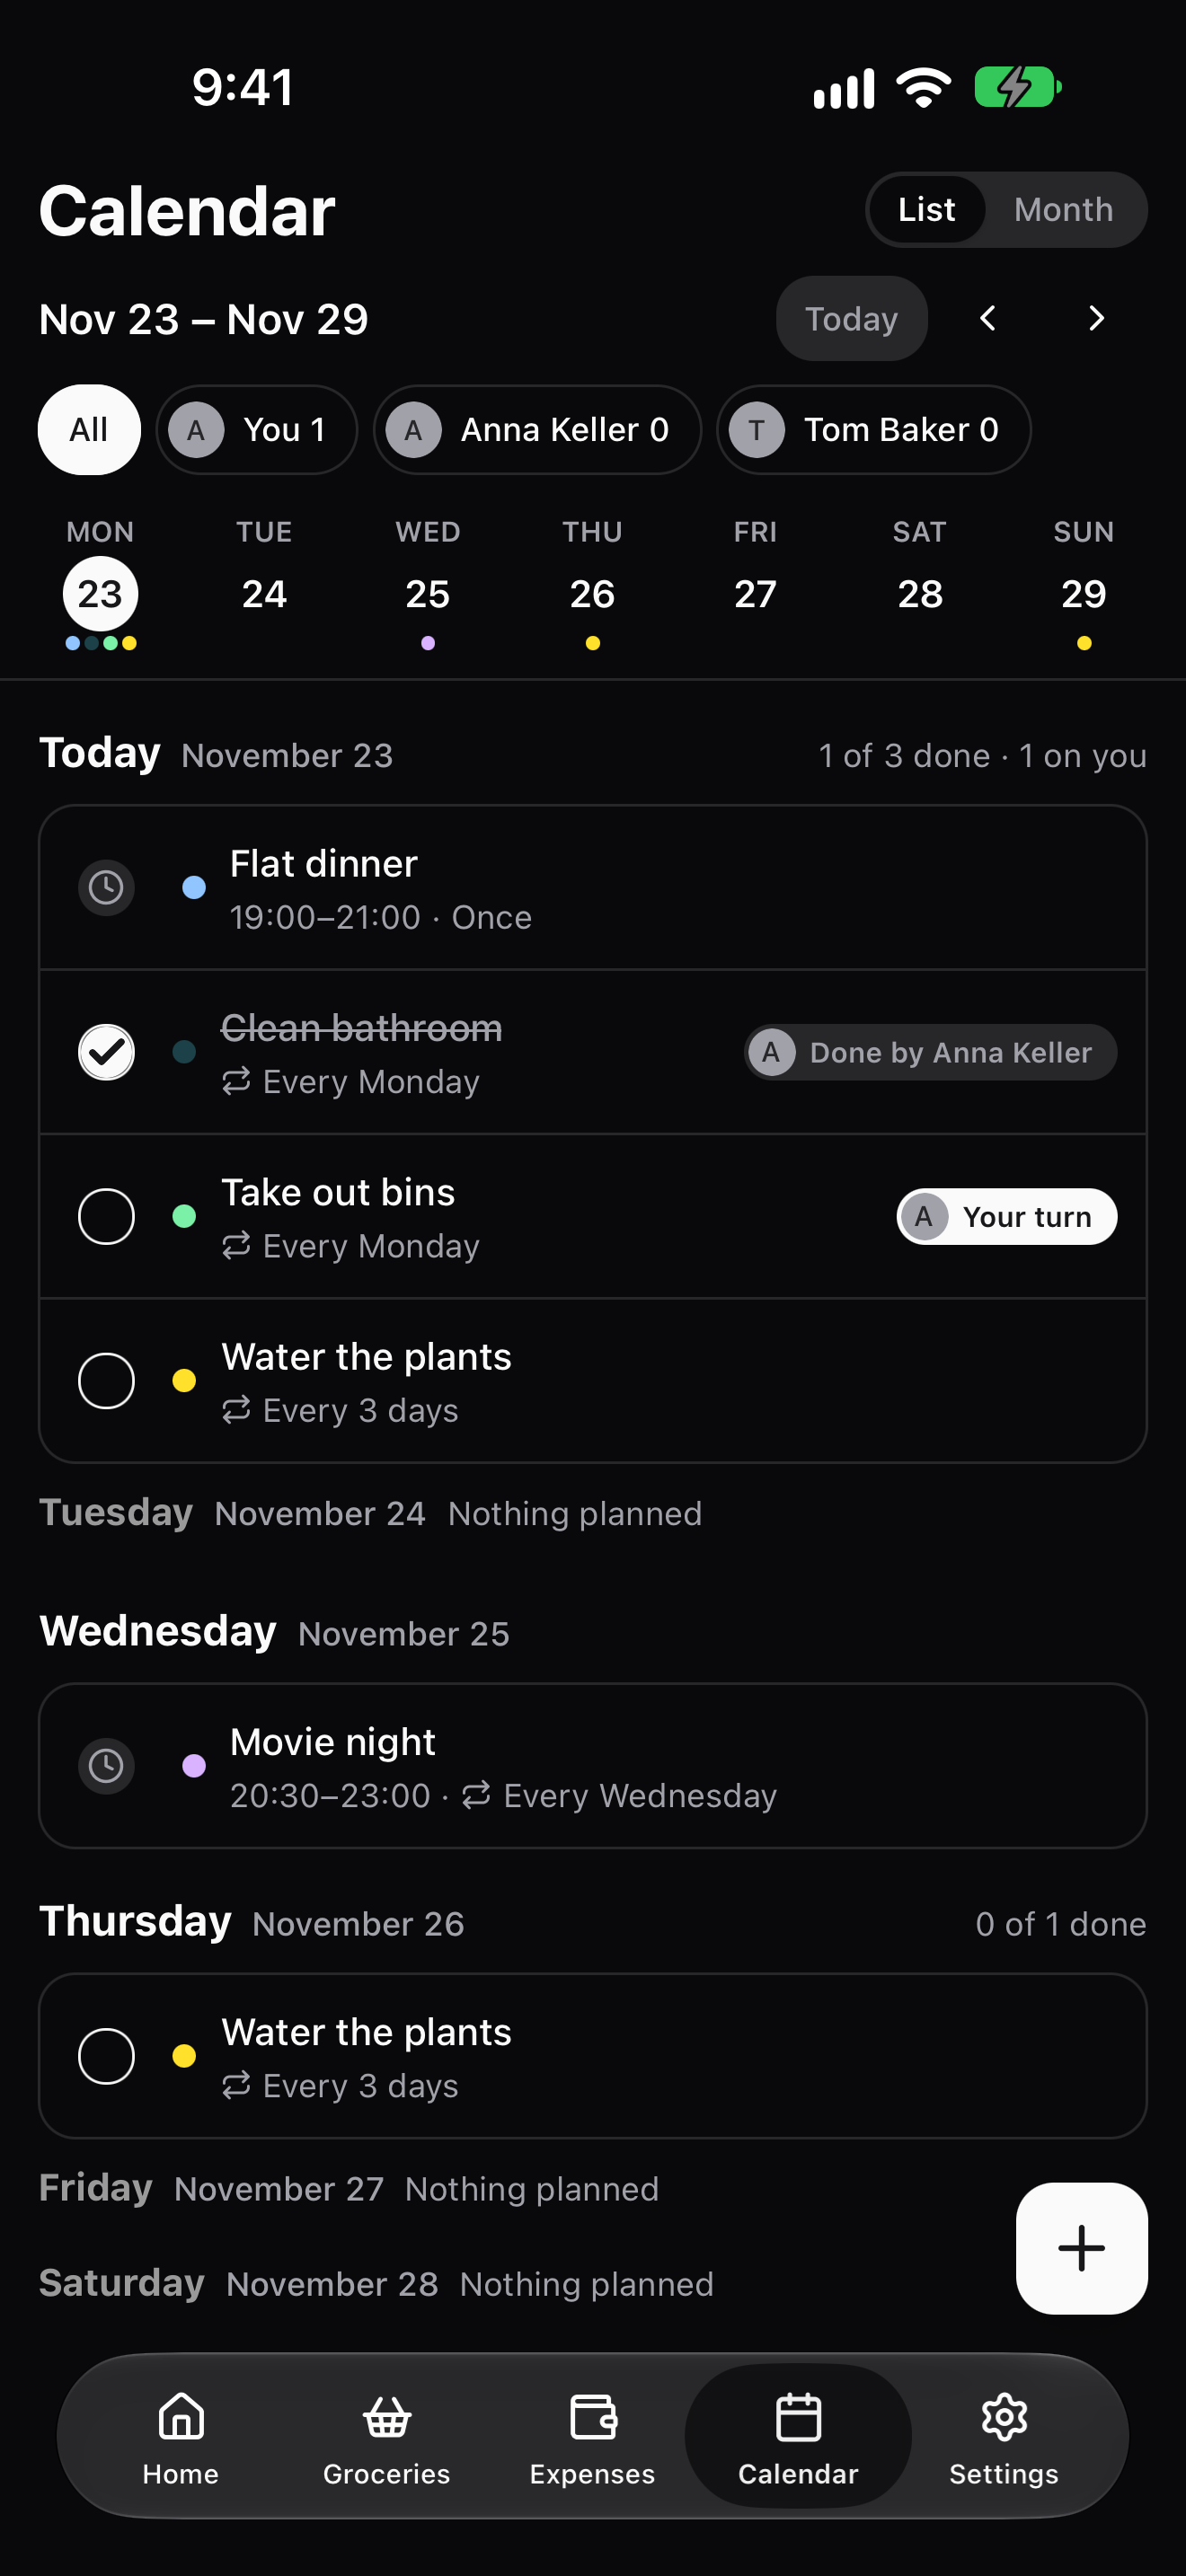 9:41
Calendar
List Month
Nov 23 – Nov 29
Today
All
A You 1
A Anna Keller 0
T Tom Baker 0
MON TUE WED THU FRI SAT SUN
23 24 25 26 27 28 29
Today November 23
1 of 3 done · 1 on you
Flat dinner
19:00–21:00 · Once
Clean bathroom
Every Monday
A Done by Anna Keller
Take out bins
Every Monday
A Your turn
Water the plants
Every 3 days
Tuesday November 24 Nothing planned
Wednesday November 25
Movie night
20:30–23:00 · Every Wednesday
Thursday November 26
0 of 1 done
Water the plants
Every 3 days
Friday November 27 Nothing planned
Saturday November 28 Nothing planned
Home Groceries Expenses Calendar Settings